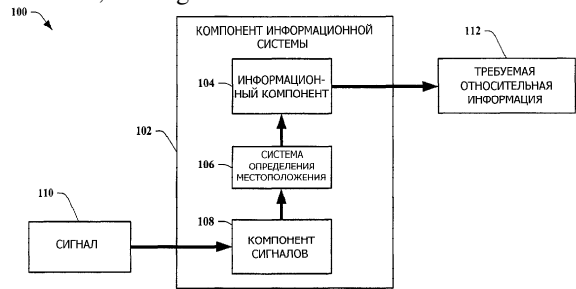 100
КОМПОНЕНТ ИНФОРМАЦИОННОЙ
СИСТЕМЫ
112
104
ИНФОРМАЦИОН-
НЫЙ КОМПОНЕНТ
ТРЕБУЕМАЯ
ОТНОСИТЕЛЬНАЯ
ИНФОРМАЦИЯ
102
106
СИСТЕМА
ОПРЕДЕЛЕНИЯ
МЕСТОПОЛОЖЕНИЯ
110
108
СИГНАЛ
КОМПОНЕНТ
СИГНАЛОВ